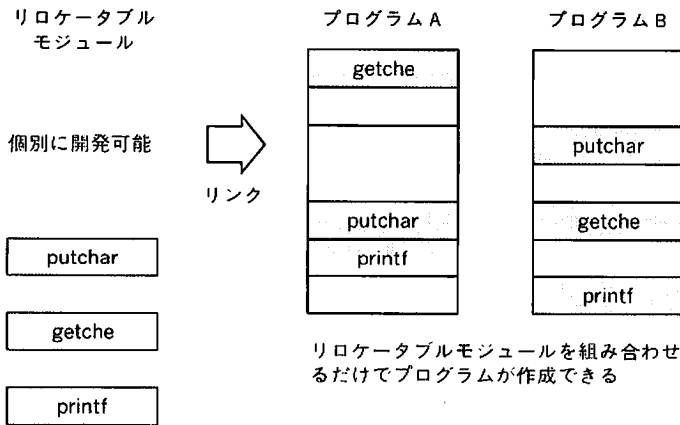 リロケータブル
モジュール
個別に開発可能
putchar
getche
printf
リンク
プログラムA
getche
putchar
printf
プログラムB
putchar
getche
printf
リロケータブルモジュールを組み合わせ
るだけでプログラムが作成できる